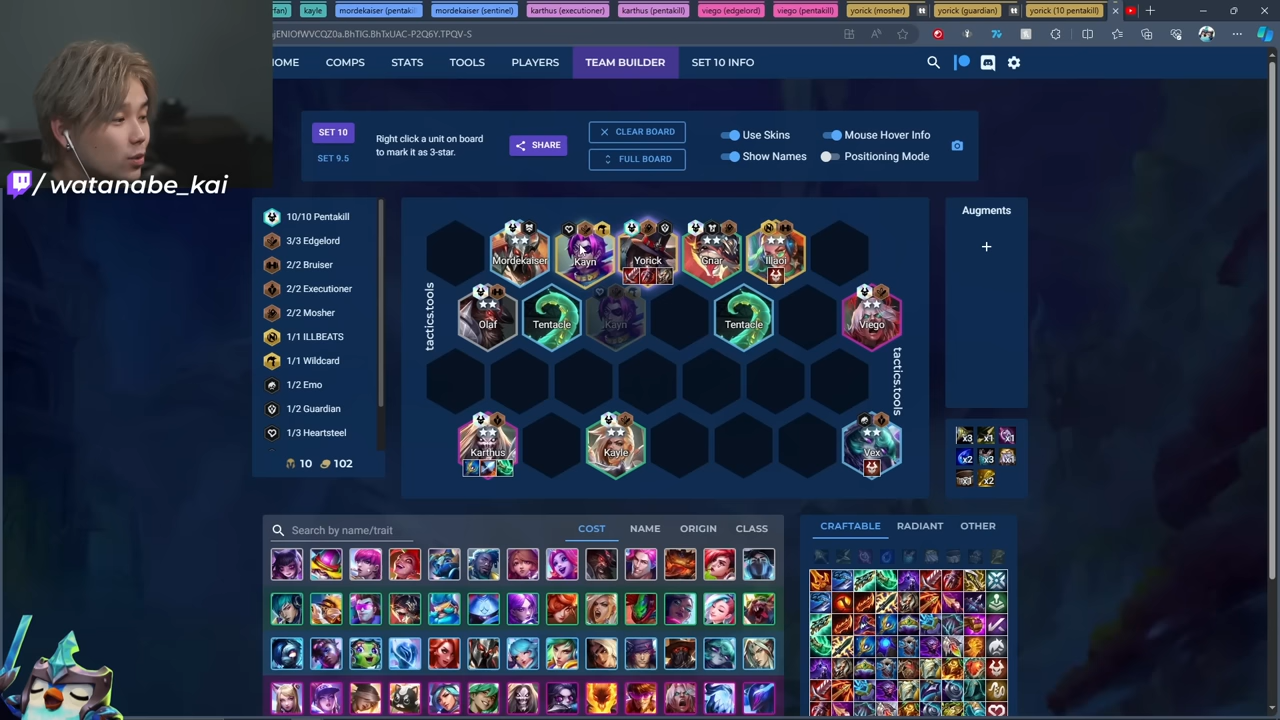 fan)
kayle
mordekaiser (pentakill
mordekaiser (sentinel)
karthus (executioner)
karthus (pentakill)
viego (edgelord)
viego (pentakill)
yorick (mosher)
yorick (guardian)
yorick (10 pentakill)
jENIOfWVCQZ0a.BhTIG.BhTxUAC-P2Q6Y.TPQV-S
HOME
COMPS
STATS
TOOLS
PLAYERS
TEAM BUILDER
SET 10 INFO
SET 10
SET 9.5
Right click a unit on board
to mark it as 3-star.
SHARE
CLEAR BOARD
FULL BOARD
Use Skins
Mouse Hover Info
Show Names
Positioning Mode
/watanabe_kai
10/10 Pentakill
3/3 Edgelord
2/2 Bruiser
2/2 Executioner
2/2 Mosher
1/1 ILLBEATS
1/1 Wildcard
1/2 Emo
1/2 Guardian
1/3 Heartsteel
10
102
Mordekaiser
Kayn
Yorick
Gnar
Illaoi
tactics.tools
Olaf
Tentacle
Kayn
Tentacle
Viego
tactics.tools
Karthus
Kayle
Vex
Augments
+
x3
x1
x1
x2
x3
x2
Search by name/trait
COST
NAME
ORIGIN
CLASS
CRAFTABLE
RADIANT
OTHER